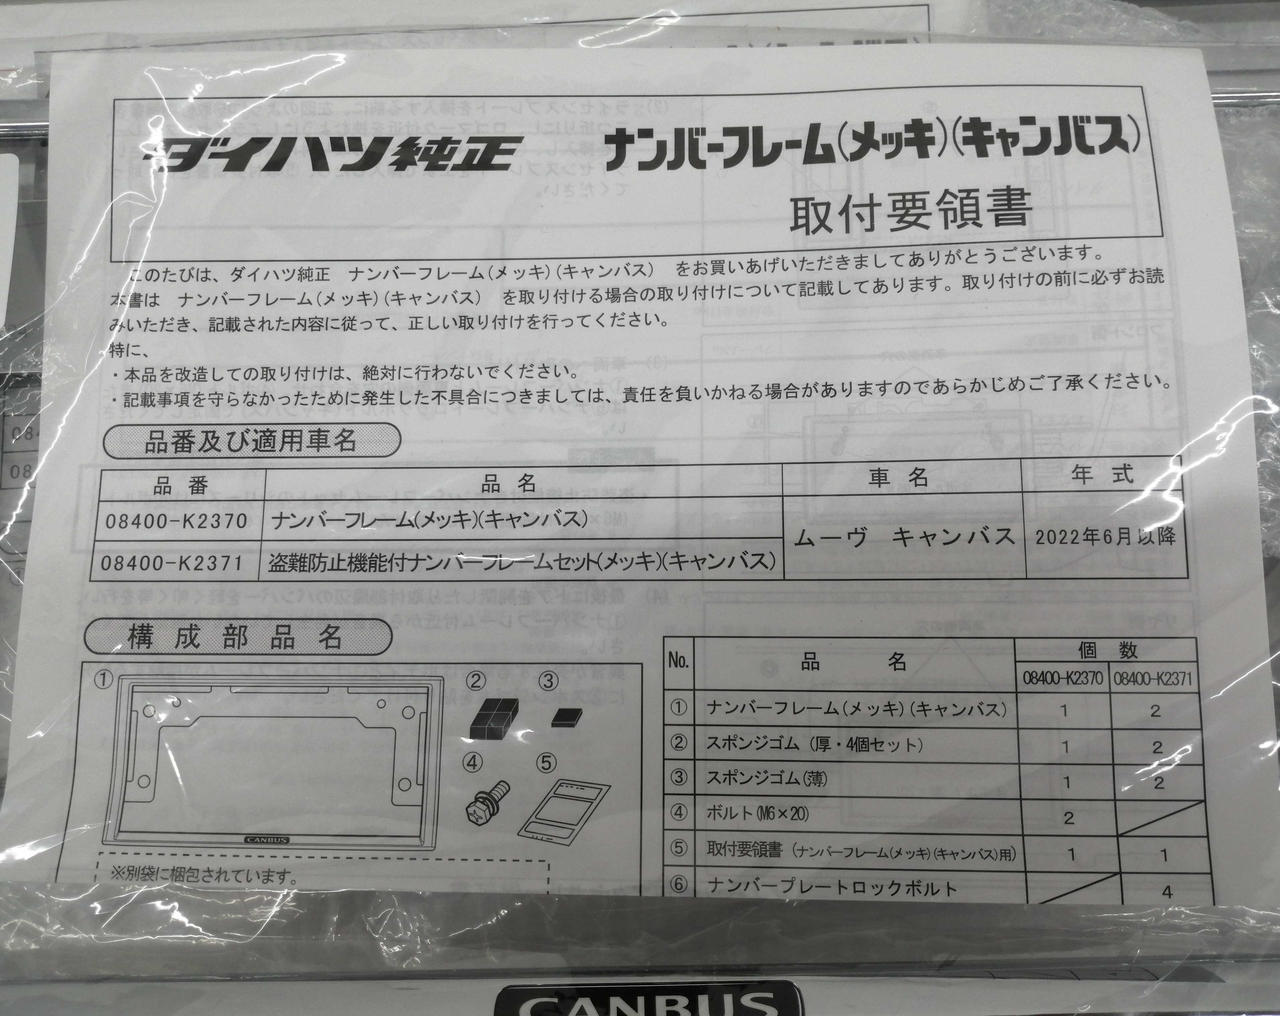 ダイハツ純正 ナンバーフレーム(メッキ)(キャンバス)
取付要領書
このたびは、ダイハツ純正 ナンバーフレーム(メッキ)(キャンバス) をお買いあげいただきましてありがとうございます。
本書は ナンバーフレーム(メッキ)(キャンバス) を取り付ける場合の取り付けについて記載してあります。取り付けの前に必ずお読
みいただき、記載された内容に従って、正しい取り付けを行ってください。
特に、
・本品を改造しての取り付けは、絶対に行わないでください。
・記載事項を守らなかったために発生した不具合につきましては、責任を負いかねる場合がありますのであらかじめご了承ください。
品番及び適用車名
品番 品名 車名 年式
08400-K2370 ナンバーフレーム(メッキ)(キャンバス)
ムーヴ キャンバス 2022年6月以降
08400-K2371 盗難防止機能付ナンバーフレームセット(メッキ)(キャンバス)
構成部品名
① ② ③ ④ ⑤
CANBUS
※別袋に梱包されています。
No. 品名 個数
08400-K2370 08400-K2371
① ナンバーフレーム(メッキ)(キャンバス) 1 2
② スポンジゴム(厚・4個セット) 1 2
③ スポンジゴム(薄) 1 2
④ ボルト(M6×20) 2
⑤ 取付要領書(ナンバーフレーム(メッキ)(キャンバス)用) 1 1
⑥ ナンバープレートロックボルト 4
CANBUS